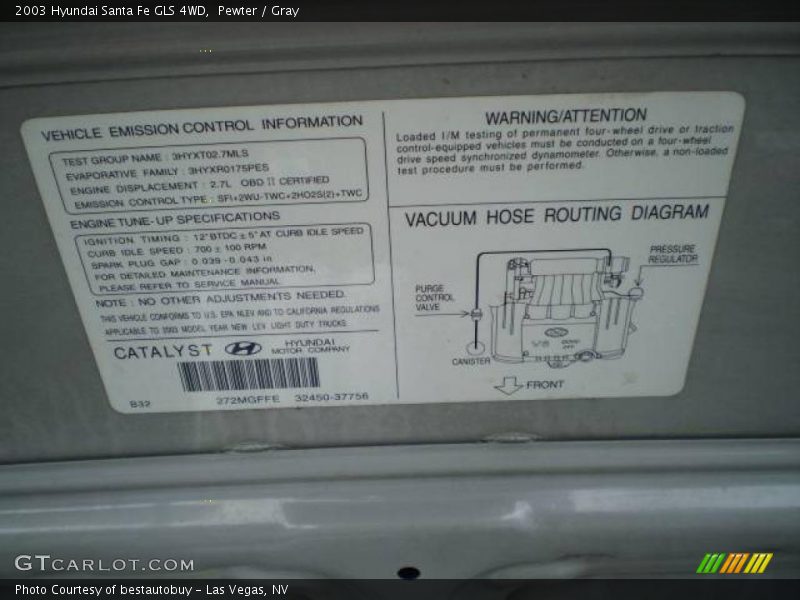 2003 Hyundai Santa Fe GLS 4WD,  Pewter / Gray
VEHICLE EMISSION CONTROL INFORMATION
TEST GROUP NAME : 3HYXT02.7MLS
EVAPORATIVE FAMILY : 3HYXR0175PES
ENGINE DISPLACEMENT : 2.7L  OBD II CERTIFIED
EMISSION CONTROL TYPE : SFI+2WU-TWC+2HO2S(2)+TWC
ENGINE TUNE-UP SPECIFICATIONS
IGNITION TIMING : 12°BTDC ± 5° AT CURB IDLE SPEED
CURB IDLE SPEED : 700 ± 100 RPM
SPARK PLUG GAP : 0.039 - 0.043 in
FOR DETAILED MAINTENANCE INFORMATION,
PLEASE REFER TO SERVICE MANUAL.
NOTE : NO OTHER ADJUSTMENTS NEEDED.
THIS VEHICLE CONFORMS TO U.S. EPA NLEV AND TO CALIFORNIA REGULATIONS
APPLICABLE TO 2003 MODEL YEAR NEW LEV LIGHT DUTY TRUCKS.
CATALYST
HYUNDAI
MOTOR COMPANY
B32
272MGFFE
32450-37756
WARNING/ATTENTION
Loaded I/M testing of permanent four-wheel drive or traction
control-equipped vehicles must be conducted on a four-wheel
drive speed synchronized dynamometer. Otherwise, a non-loaded
test procedure must be performed.
VACUUM HOSE ROUTING DIAGRAM
PRESSURE
REGULATOR
PURGE
CONTROL
VALVE
V6
CANISTER
FRONT
GTCARLOT.COM
Photo Courtesy of bestautobuy - Las Vegas, NV